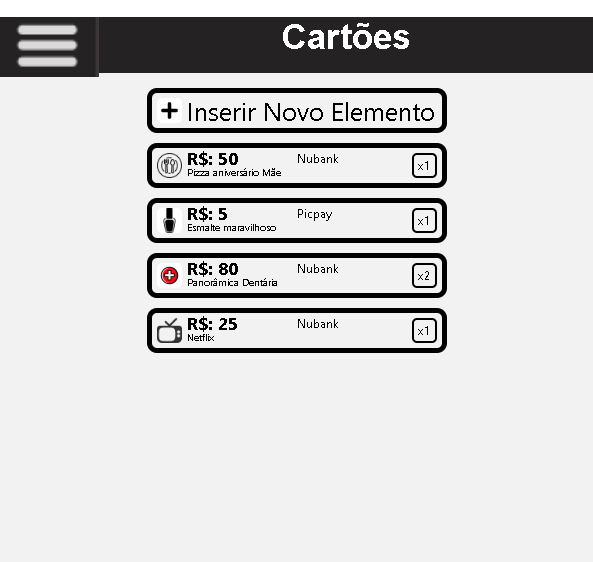 Cartões
Inserir Novo Elemento
R$: 50 Nubank x1
Pizza aniversário Mãe
R$: 5 Picpay x1
Esmalte maravilhoso
R$: 80 Nubank x2
Panorâmica Dentária
R$: 25 Nubank x1
Netflix